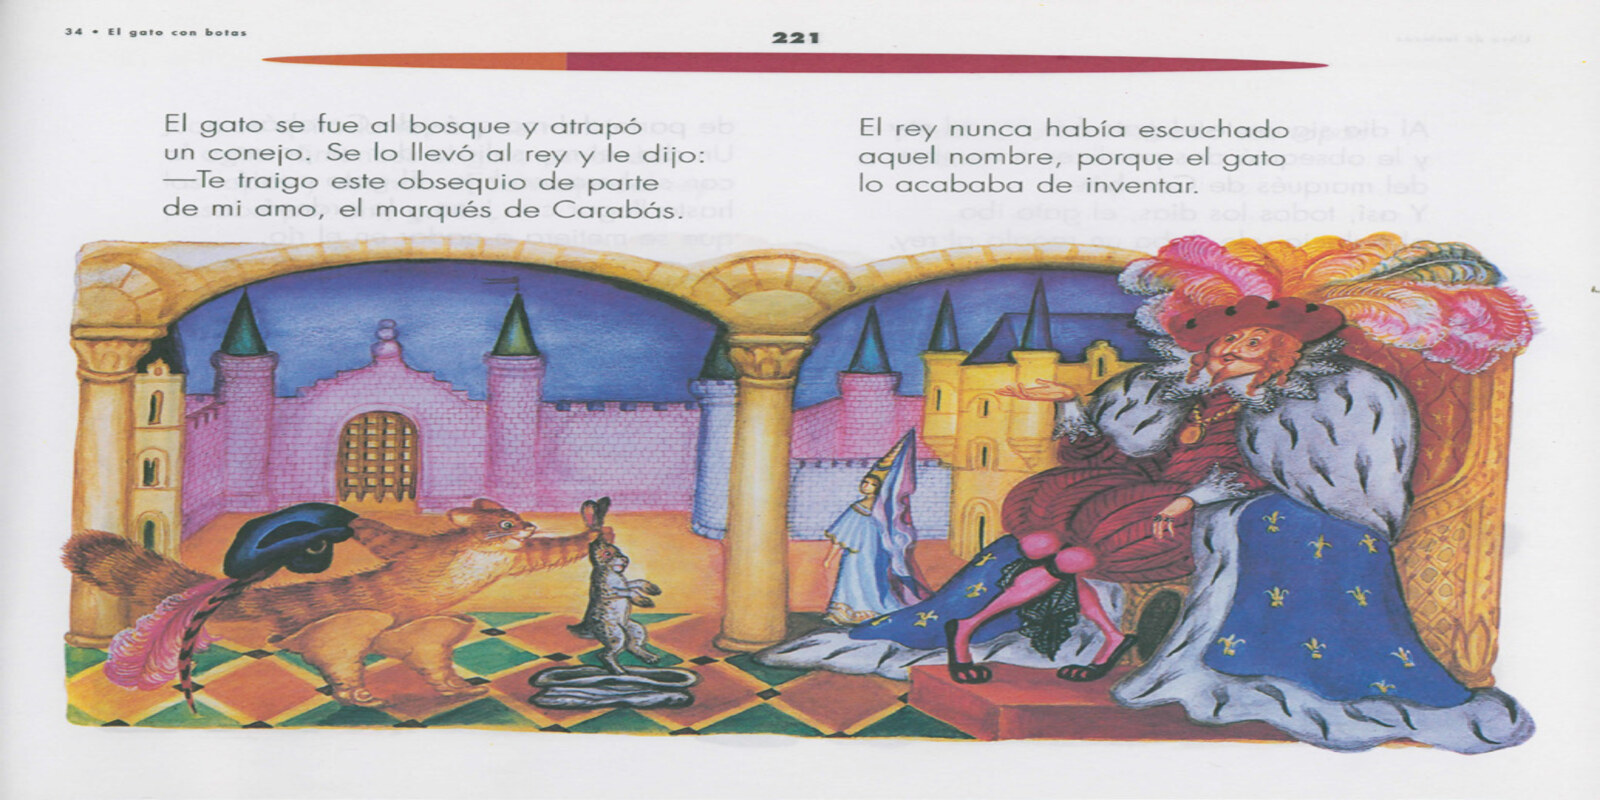 34 • El gato con botas
221
El gato se fue al bosque y atrapó
un conejo. Se lo llevó al rey y le dijo:
—Te traigo este obsequio de parte
de mi amo, el marqués de Carabás.
El rey nunca había escuchado
aquel nombre, porque el gato
lo acababa de inventar.